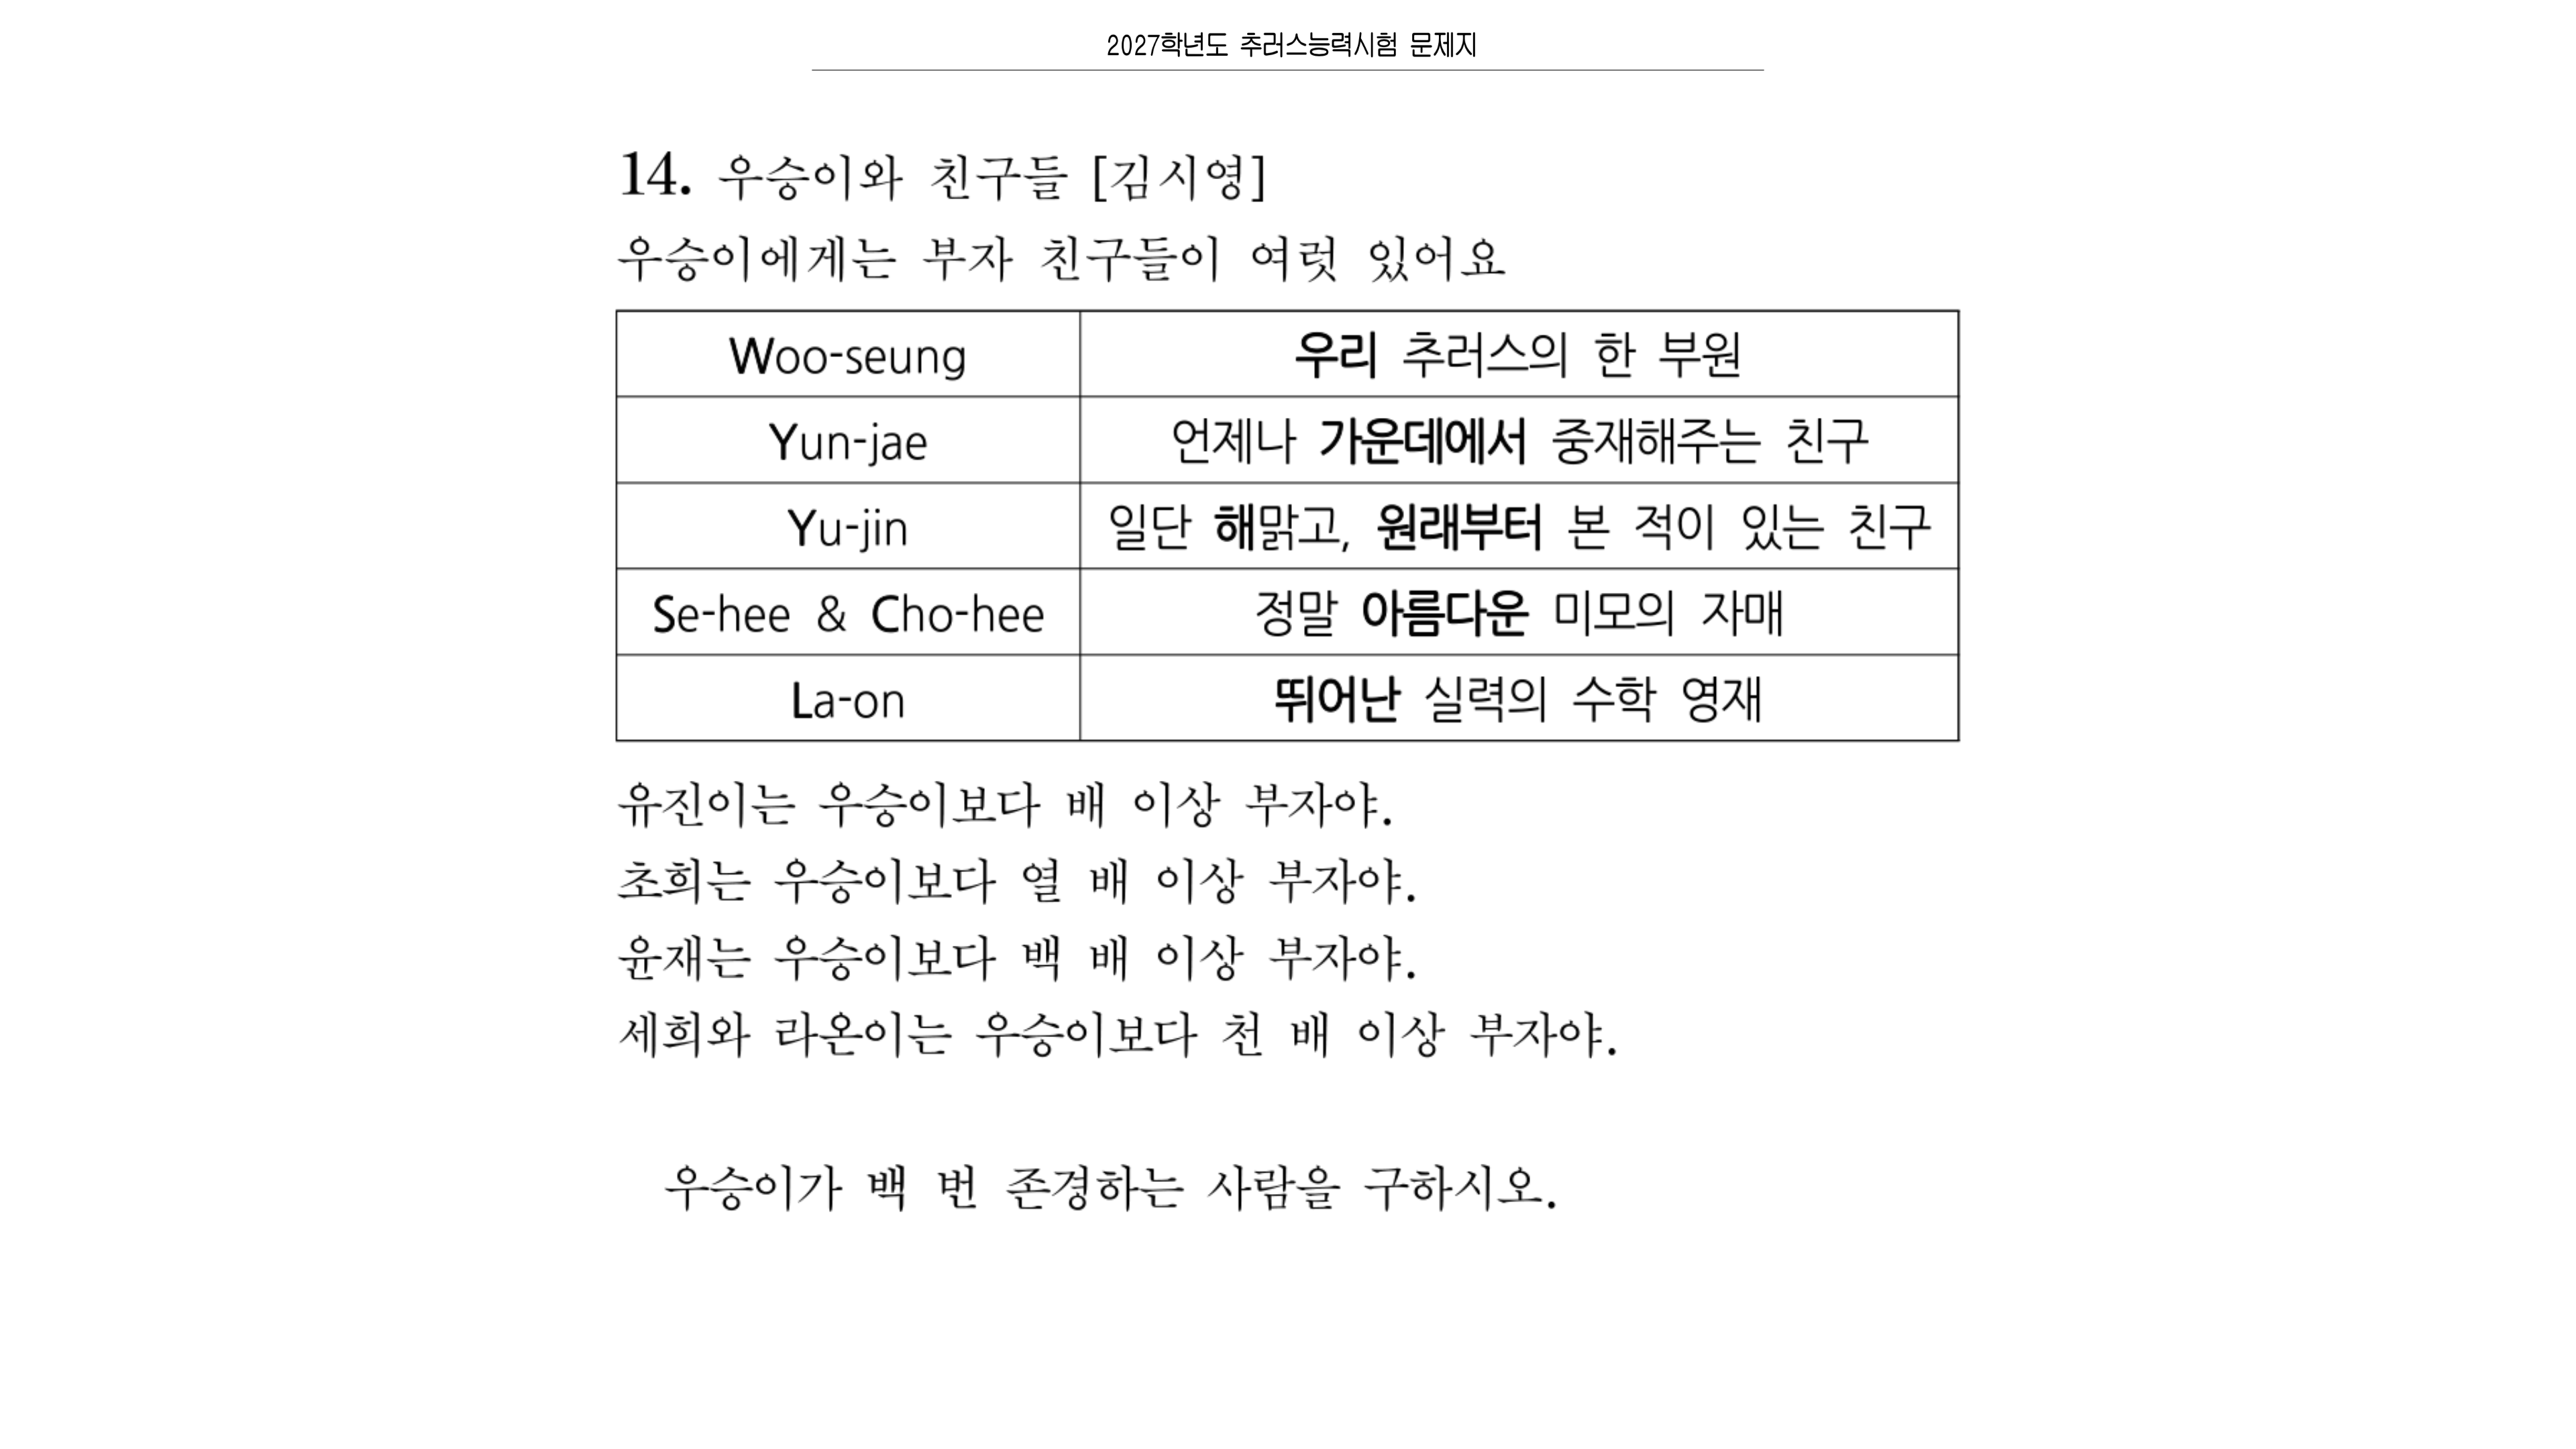 2027학년도 추러스능력시험 문제지
14. 우승이와 친구들 [김시영]
우승이에게는 부자 친구들이 여럿 있어요
Woo-seung 우리 추러스의 한 부원
Yun-jae 언제나 가운데에서 중재해주는 친구
Yu-jin 일단 해맑고, 원래부터 본 적이 있는 친구
Se-hee & Cho-hee 정말 아름다운 미모의 자매
La-on 뛰어난 실력의 수학 영재
유진이는 우승이보다 배 이상 부자야.
초희는 우승이보다 열 배 이상 부자야.
윤재는 우승이보다 백 배 이상 부자야.
세희와 라온이는 우승이보다 천 배 이상 부자야.
우승이가 백 번 존경하는 사람을 구하시오.